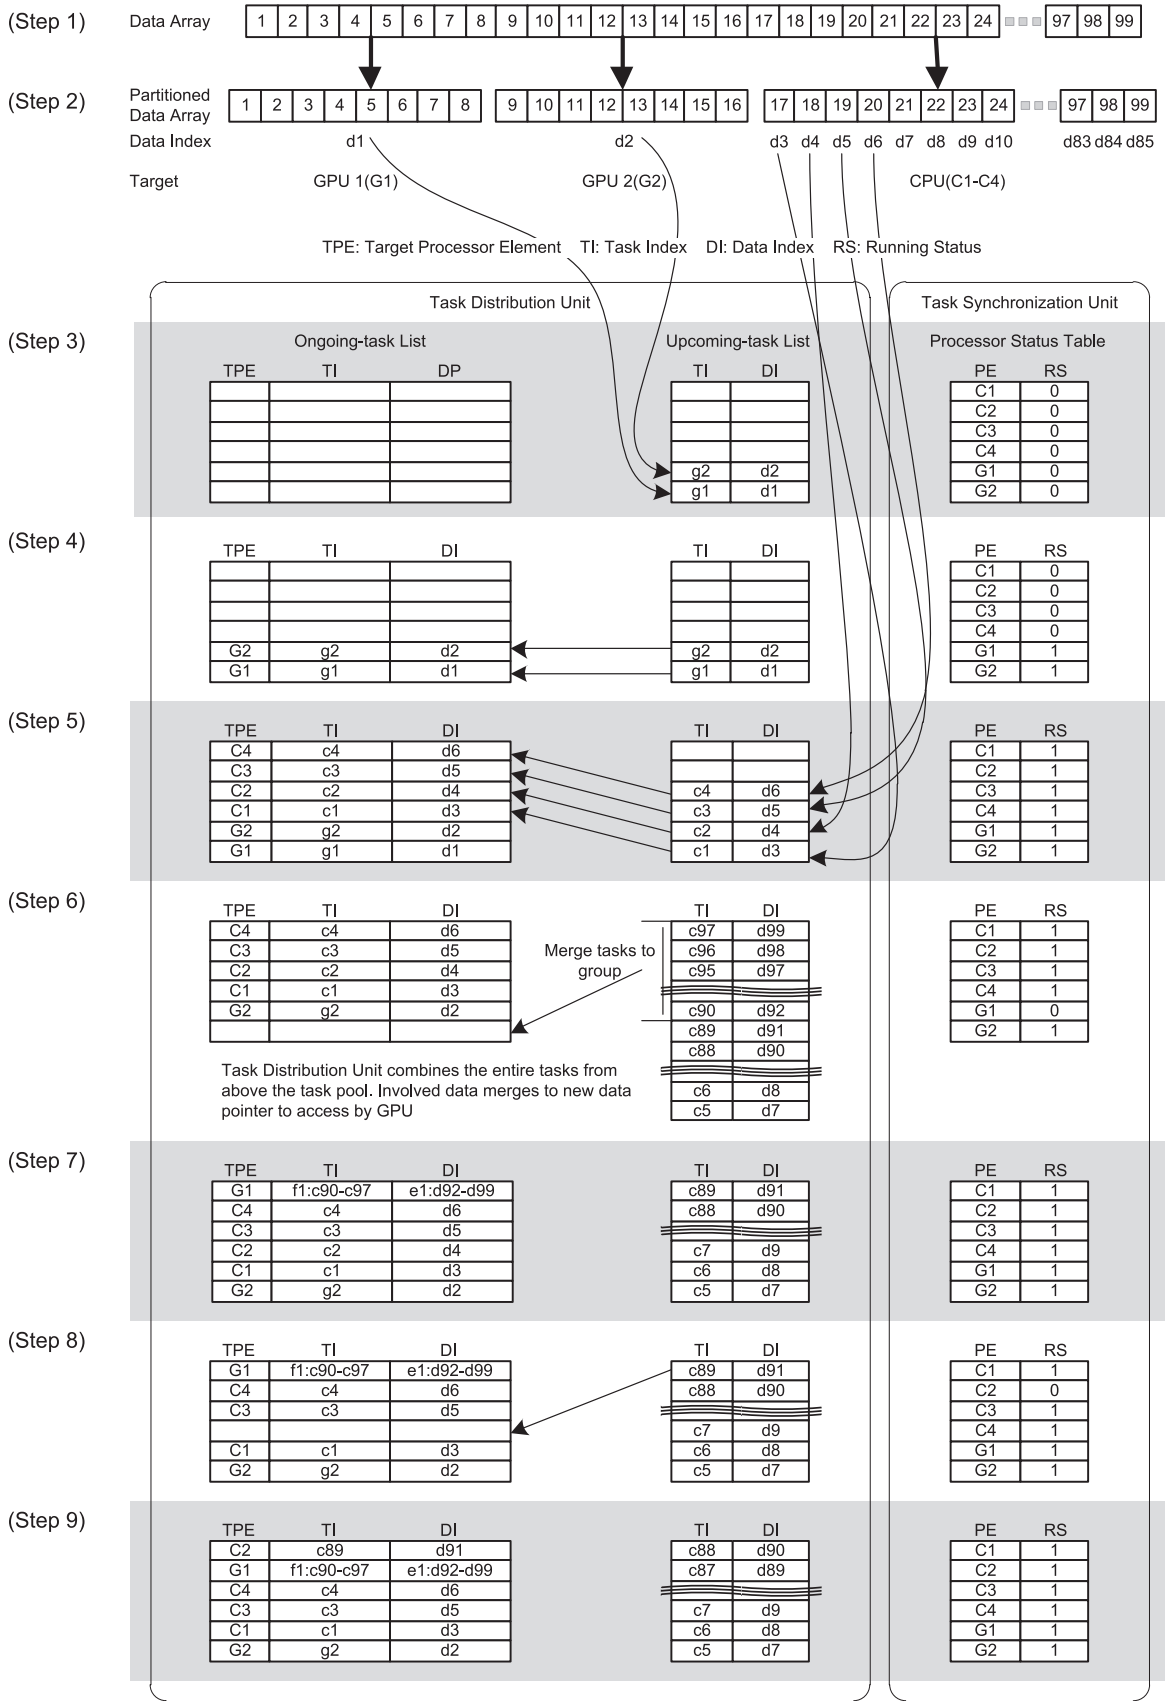 (Step 1) Data Array 1 2 3 4 5 6 7 8 9 10 11 12 13 14 15 16 17 18 19 20 21 22 23 24 97 98 99
(Step 2) Partitioned Data Array 1 2 3 4 5 6 7 8 9 10 11 12 13 14 15 16 17 18 19 20 21 22 23 24 97 98 99
Data Index d1 d2 d3 d4 d5 d6 d7 d8 d9 d10 d83 d84 d85
Target GPU 1(G1) GPU 2(G2) CPU(C1-C4)
TPE: Target Processor Element TI: Task Index DI: Data Index RS: Running Status
Task Distribution Unit Task Synchronization Unit
(Step 3) Ongoing-task List Upcoming-task List Processor Status Table
TPE TI DP TI DI PE RS
C1 0
C2 0
C3 0
C4 0
g2 d2 G1 0
g1 d1 G2 0
(Step 4)
TPE TI DI TI DI PE RS
C1 0
C2 0
C3 0
C4 0
G2 g2 d2 g2 d2 G1 1
G1 g1 d1 g1 d1 G2 1
(Step 5)
TPE TI DI TI DI PE RS
C4 c4 d6 C1 1
C3 c3 d5 C2 1
C2 c2 d4 c4 d6 C3 1
C1 c1 d3 c3 d5 C4 1
G2 g2 d2 c2 d4 G1 1
G1 g1 d1 c1 d3 G2 1
(Step 6)
TPE TI DI TI DI PE RS
C4 c4 d6 c97 d99 C1 1
C3 c3 d5 Merge tasks to c96 d98 C2 1
C2 c2 d4 group c95 d97 C3 1
C1 c1 d3 C4 1
G2 g2 d2 c90 d92 G1 0
c89 d91 G2 1
c88 d90
Task Distribution Unit combines the entire tasks from
above the task pool. Involved data merges to new data c6 d8
pointer to access by GPU c5 d7
(Step 7)
TPE TI DI TI DI PE RS
G1 f1:c90-c97 e1:d92-d99 c89 d91 C1 1
C4 c4 d6 c88 d90 C2 1
C3 c3 d5 C3 1
C2 c2 d4 c7 d9 C4 1
C1 c1 d3 c6 d8 G1 1
G2 g2 d2 c5 d7 G2 1
(Step 8)
TPE TI DI TI DI PE RS
G1 f1:c90-c97 e1:d92-d99 c89 d91 C1 1
C4 c4 d6 c88 d90 C2 0
C3 c3 d5 C3 1
c7 d9 C4 1
C1 c1 d3 c6 d8 G1 1
G2 g2 d2 c5 d7 G2 1
(Step 9)
TPE TI DI TI DI PE RS
C2 c89 d91 c88 d90 C1 1
G1 f1:c90-c97 e1:d92-d99 c87 d89 C2 1
C4 c4 d6 C3 1
C3 c3 d5 c7 d9 C4 1
C1 c1 d3 c6 d8 G1 1
G2 g2 d2 c5 d7 G2 1